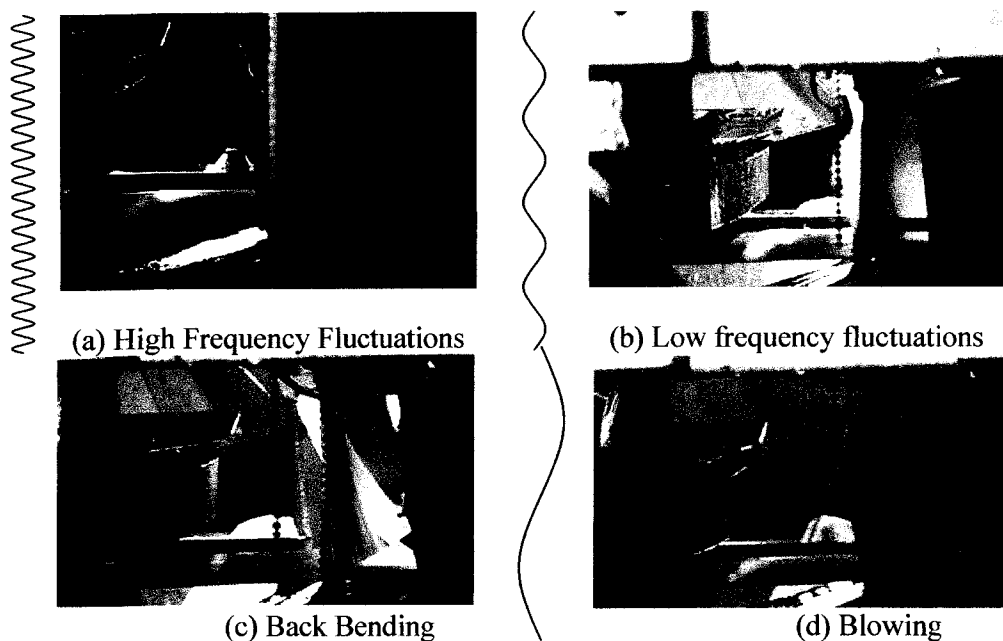 (a) High Frequency Fluctuations
(b) Low frequency fluctuations
(c) Back Bending
(d) Blowing